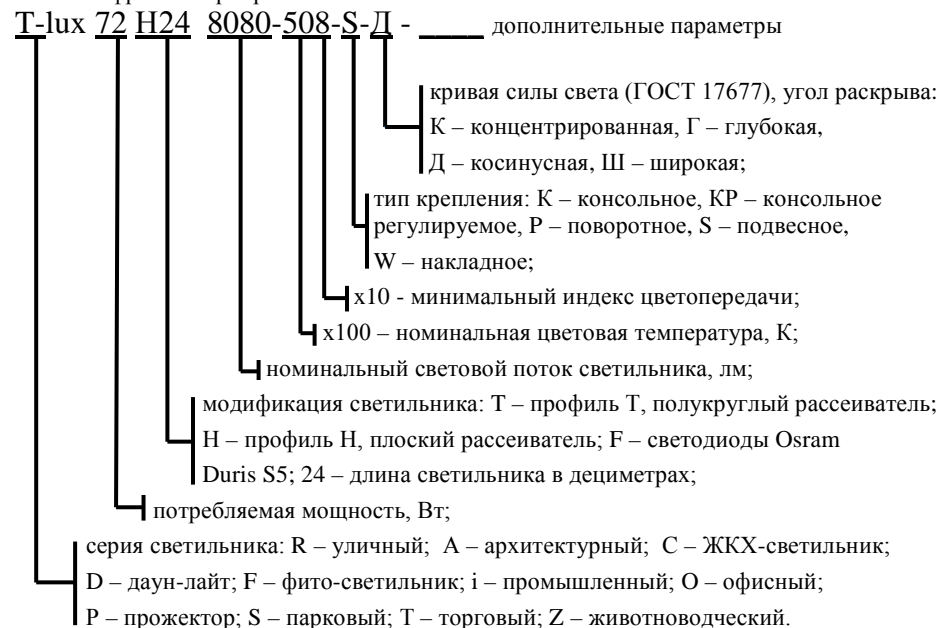 T-lux 72 H24 8080-508-S-Д - ____ дополнительные параметры
кривая силы света (ГОСТ 17677), угол раскрыва:
К – концентрированная, Г – глубокая,
Д – косинусная, Ш – широкая;
тип крепления: К – консольное, КР – консольное
регулируемое, Р – поворотное, S – подвесное,
W – накладное;
х10 - минимальный индекс цветопередачи;
х100 – номинальная цветовая температура, К;
номинальный световой поток светильника, лм;
модификация светильника: Т – профиль Т, полукруглый рассеиватель;
Н – профиль Н, плоский рассеиватель; F – светодиоды Osram
Duris S5; 24 – длина светильника в дециметрах;
потребляемая мощность, Вт;
серия светильника: R – уличный; А – архитектурный; С – ЖКХ-светильник;
D – даун-лайт; F – фито-светильник; i – промышленный; О – офисный;
Р – прожектор; S – парковый; Т – торговый; Z – животноводческий.